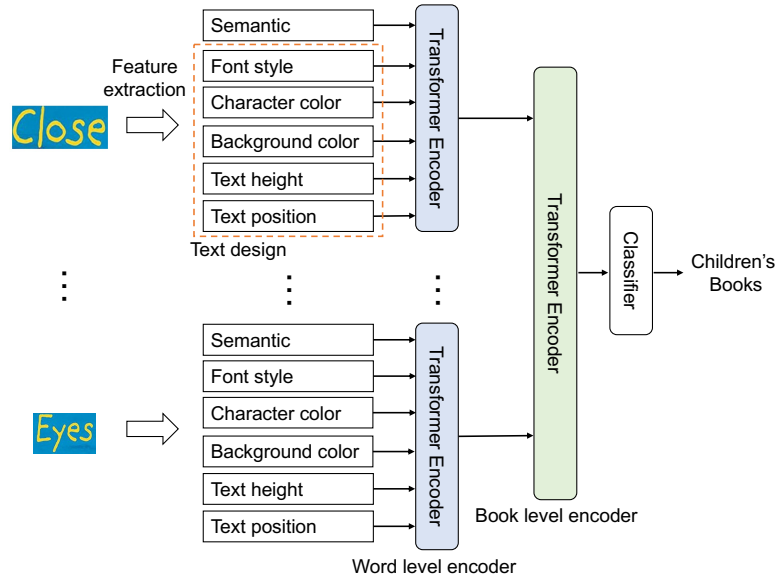 Semantic
Font style
Character color
Background color
Text height
Text position
Text design
Feature
extraction
Close
Transformer Encoder
Semantic
Font style
Character color
Background color
Text height
Text position
Eyes
Transformer Encoder
Word level encoder
Transformer Encoder
Book level encoder
Classifier
Children's
Books